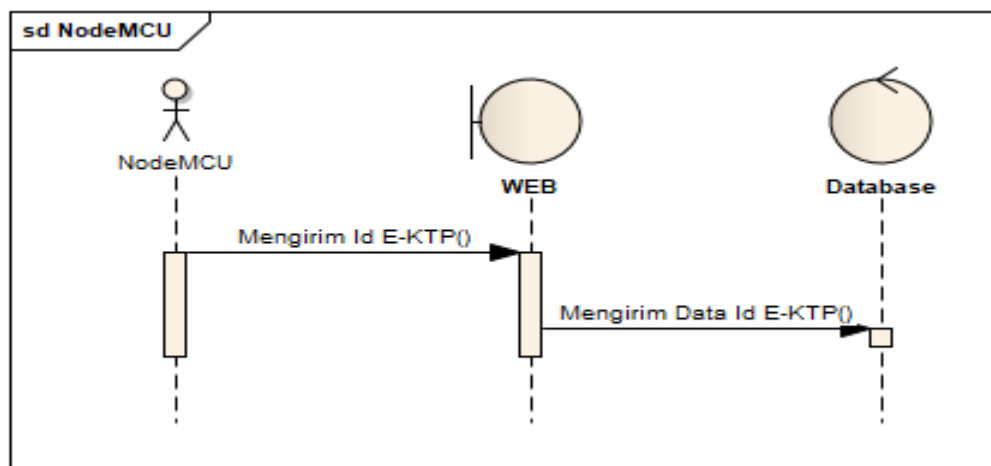 sd NodeMCU
NodeMCU
WEB
Database
Mengirim Id E-KTP()
Mengirim Data Id E-KTP()